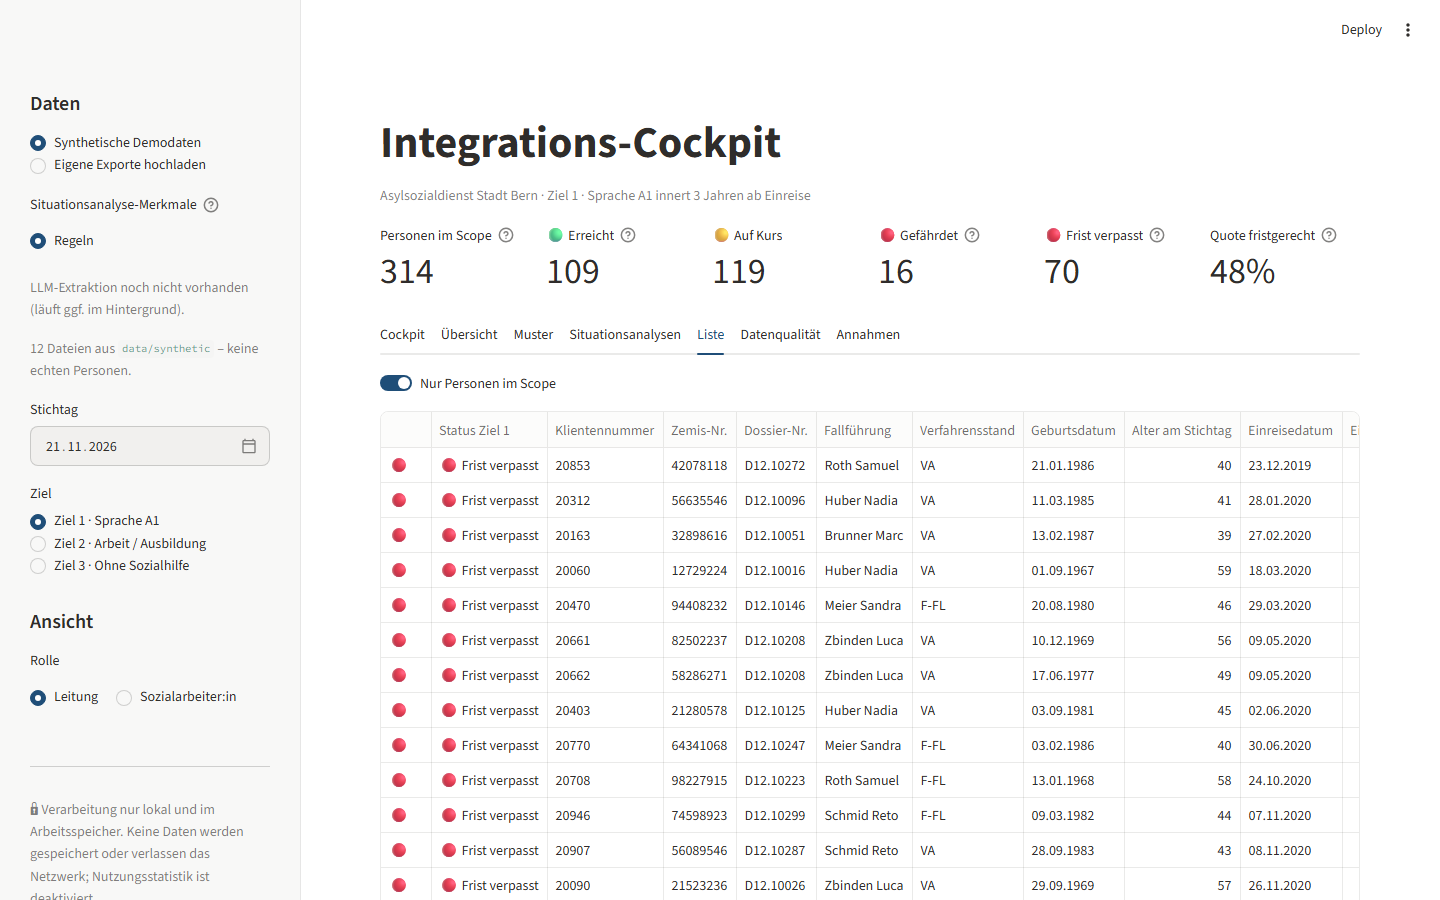 Deploy
Daten
Synthetische Demodaten
Eigene Exporte hochladen
Situationsanalyse-Merkmale
Regeln
LLM-Extraktion noch nicht vorhanden
(läuft ggf. im Hintergrund).
12 Dateien aus data/synthetic – keine
echten Personen.
Stichtag
21.11.2026
Ziel
Ziel 1 · Sprache A1
Ziel 2 · Arbeit / Ausbildung
Ziel 3 · Ohne Sozialhilfe
Ansicht
Rolle
Leitung Sozialarbeiter:in
Verarbeitung nur lokal und im
Arbeitsspeicher. Keine Daten werden
gespeichert oder verlassen das
Netzwerk; Nutzungsstatistik ist
deaktiviert.
Integrations-Cockpit
Asylsozialdienst Stadt Bern · Ziel 1 · Sprache A1 innert 3 Jahren ab Einreise
Personen im Scope Erreicht Auf Kurs Gefährdet Frist verpasst Quote fristgerecht
314 109 119 16 70 48%
Cockpit Übersicht Muster Situationsanalysen Liste Datenqualität Annahmen
Nur Personen im Scope
Status Ziel 1 Klientennummer Zemis-Nr. Dossier-Nr. Fallführung Verfahrensstand Geburtsdatum Alter am Stichtag Einreisedatum Ei
Frist verpasst 20853 42078118 D12.10272 Roth Samuel VA 21.01.1986 40 23.12.2019
Frist verpasst 20312 56635546 D12.10096 Huber Nadia VA 11.03.1985 41 28.01.2020
Frist verpasst 20163 32898616 D12.10051 Brunner Marc VA 13.02.1987 39 27.02.2020
Frist verpasst 20060 12729224 D12.10016 Huber Nadia VA 01.09.1967 59 18.03.2020
Frist verpasst 20470 94408232 D12.10146 Meier Sandra F-FL 20.08.1980 46 29.03.2020
Frist verpasst 20661 82502237 D12.10208 Zbinden Luca VA 10.12.1969 56 09.05.2020
Frist verpasst 20662 58286271 D12.10208 Zbinden Luca VA 17.06.1977 49 09.05.2020
Frist verpasst 20403 21280578 D12.10125 Huber Nadia VA 03.09.1981 45 02.06.2020
Frist verpasst 20770 64341068 D12.10247 Meier Sandra F-FL 03.02.1986 40 30.06.2020
Frist verpasst 20708 98227915 D12.10223 Roth Samuel F-FL 13.01.1968 58 24.10.2020
Frist verpasst 20946 74598923 D12.10299 Schmid Reto F-FL 09.03.1982 44 07.11.2020
Frist verpasst 20907 56089546 D12.10287 Schmid Reto VA 28.09.1983 43 08.11.2020
Frist verpasst 20090 21523236 D12.10026 Zbinden Luca VA 29.09.1969 57 26.11.2020